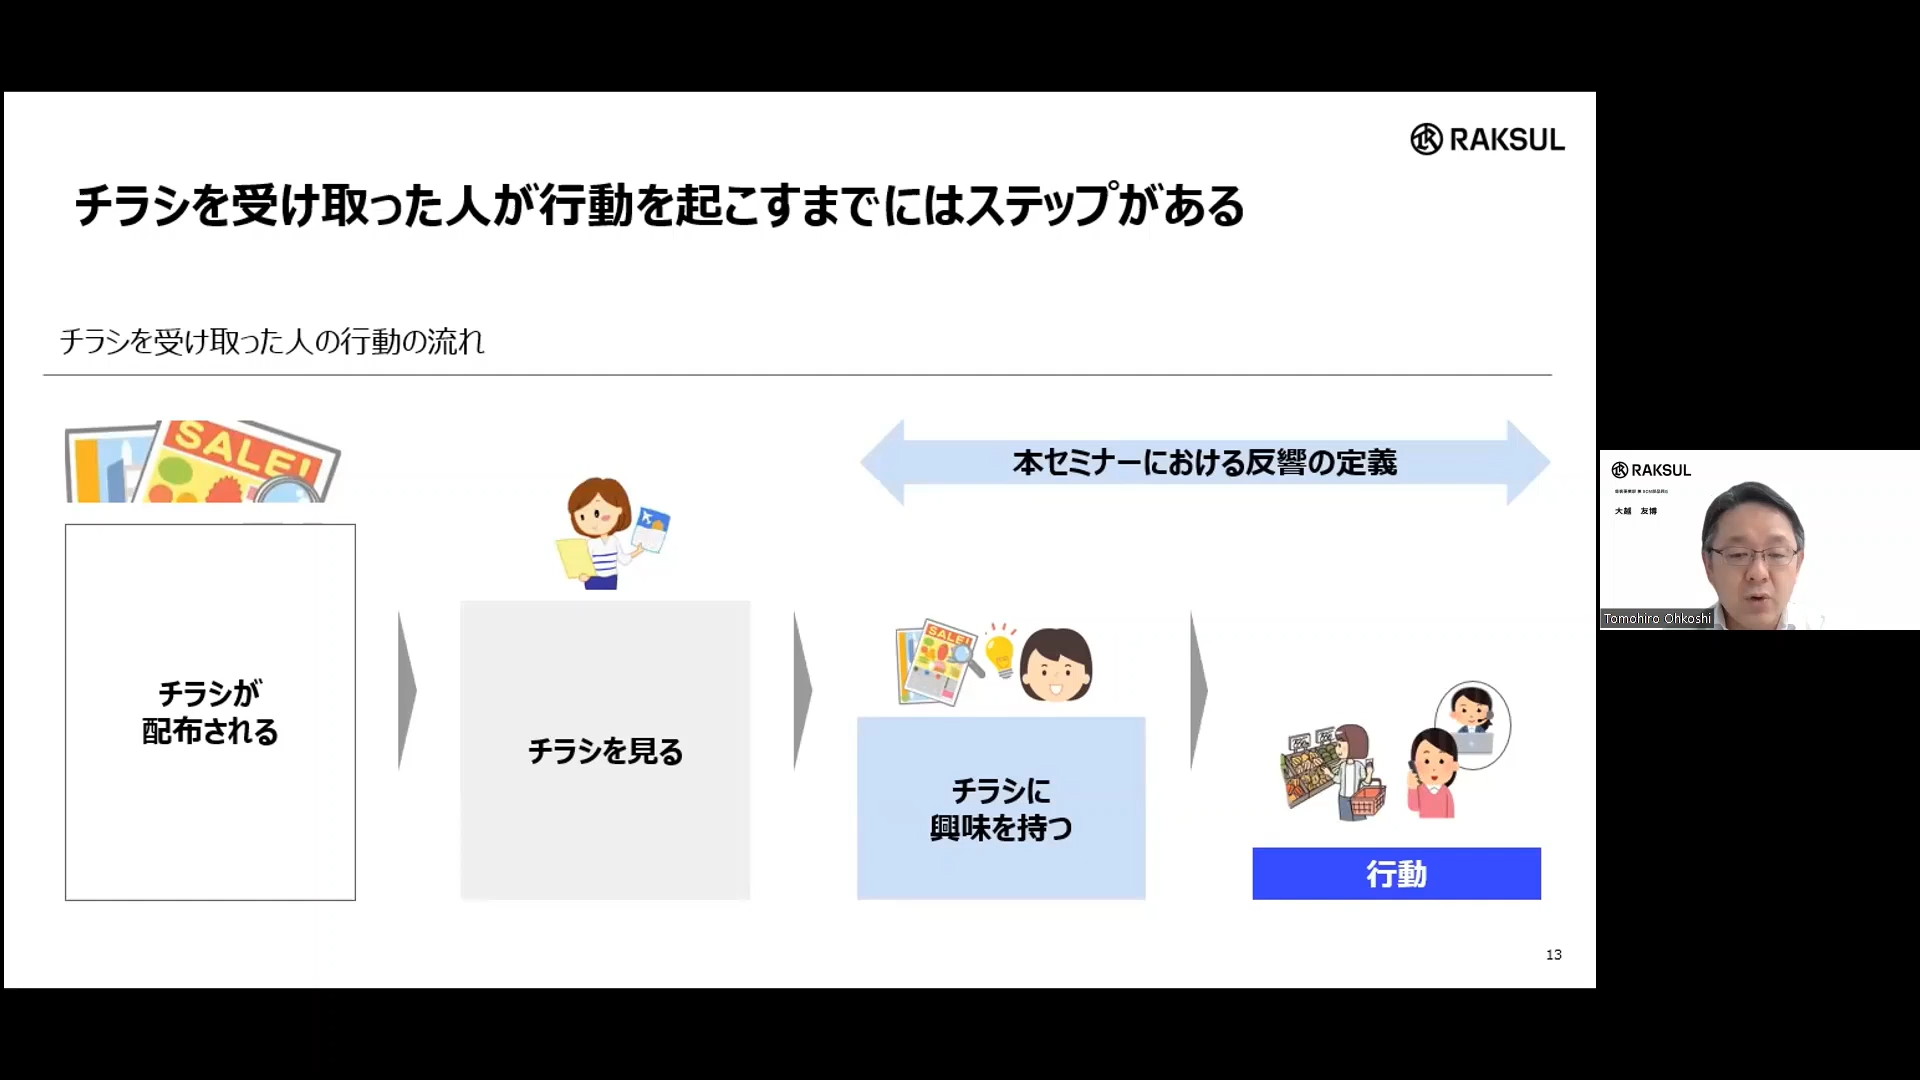 RAKSUL
チラシを受け取った人が行動を起こすまでにはステップがある
チラシを受け取った人の行動の流れ
SALE!
本セミナーにおける反響の定義
SALE!
チラシが
配布される
チラシを見る
チラシに
興味を持つ
行動
13
RAKSUL
大越 友博
Tomohiro Ohkoshi